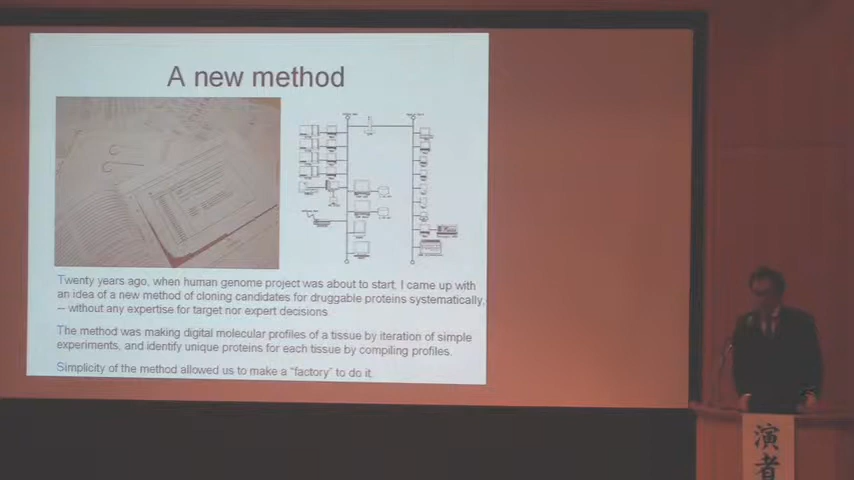 A new method
Twenty years ago, when human genome project was about to start, I came up with
an idea of a new method of cloning candidates for druggable proteins systematically,
-- without any expertise for target nor expert decisions
The method was making digital molecular profiles of a tissue by iteration of simple
experiments, and identify unique proteins for each tissue by compiling profiles.
Simplicity of the method allowed us to make a "factory" to do it.
演者